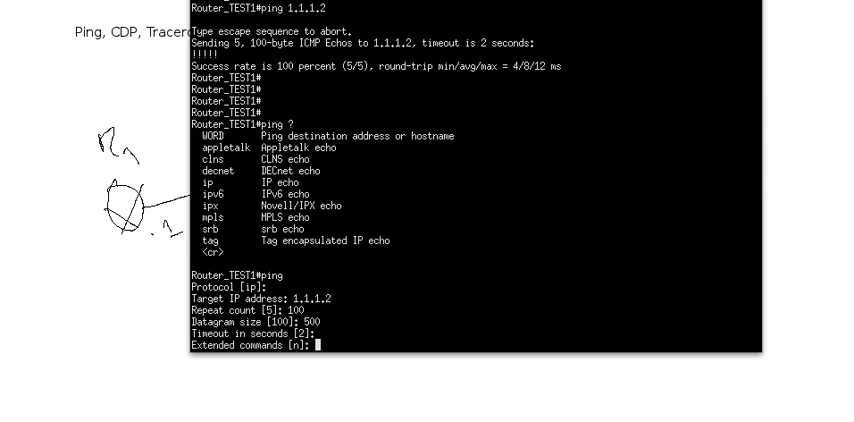 Router_TEST1#ping 1.1.1.2
Type escape sequence to abort.
Ping, CDP, Tracero
Sending 5, 100-byte ICMP Echos to 1.1.1.2, timeout is 2 seconds:
!!!!!
Success rate is 100 percent (5/5), round-trip min/avg/max = 4/8/12 ms
Router_TEST1#
Router_TEST1#
Router_TEST1#
Router_TEST1#
Router_TEST1#ping ?
WORD Ping destination address or hostname
appletalk Appletalk echo
clns CLNS echo
decnet DECnet echo
ip IP echo
ipv6 IPv6 echo
ipx Novell/IPX echo
mpls MPLS echo
srb srb echo
tag Tag encapsulated IP echo
<cr>
R1
.1
Router_TEST1#ping
Protocol [ip]:
Target IP address: 1.1.1.2
Repeat count [5]: 100
Datagram size [100]: 500
Timeout in seconds [2]:
Extended commands [n]: